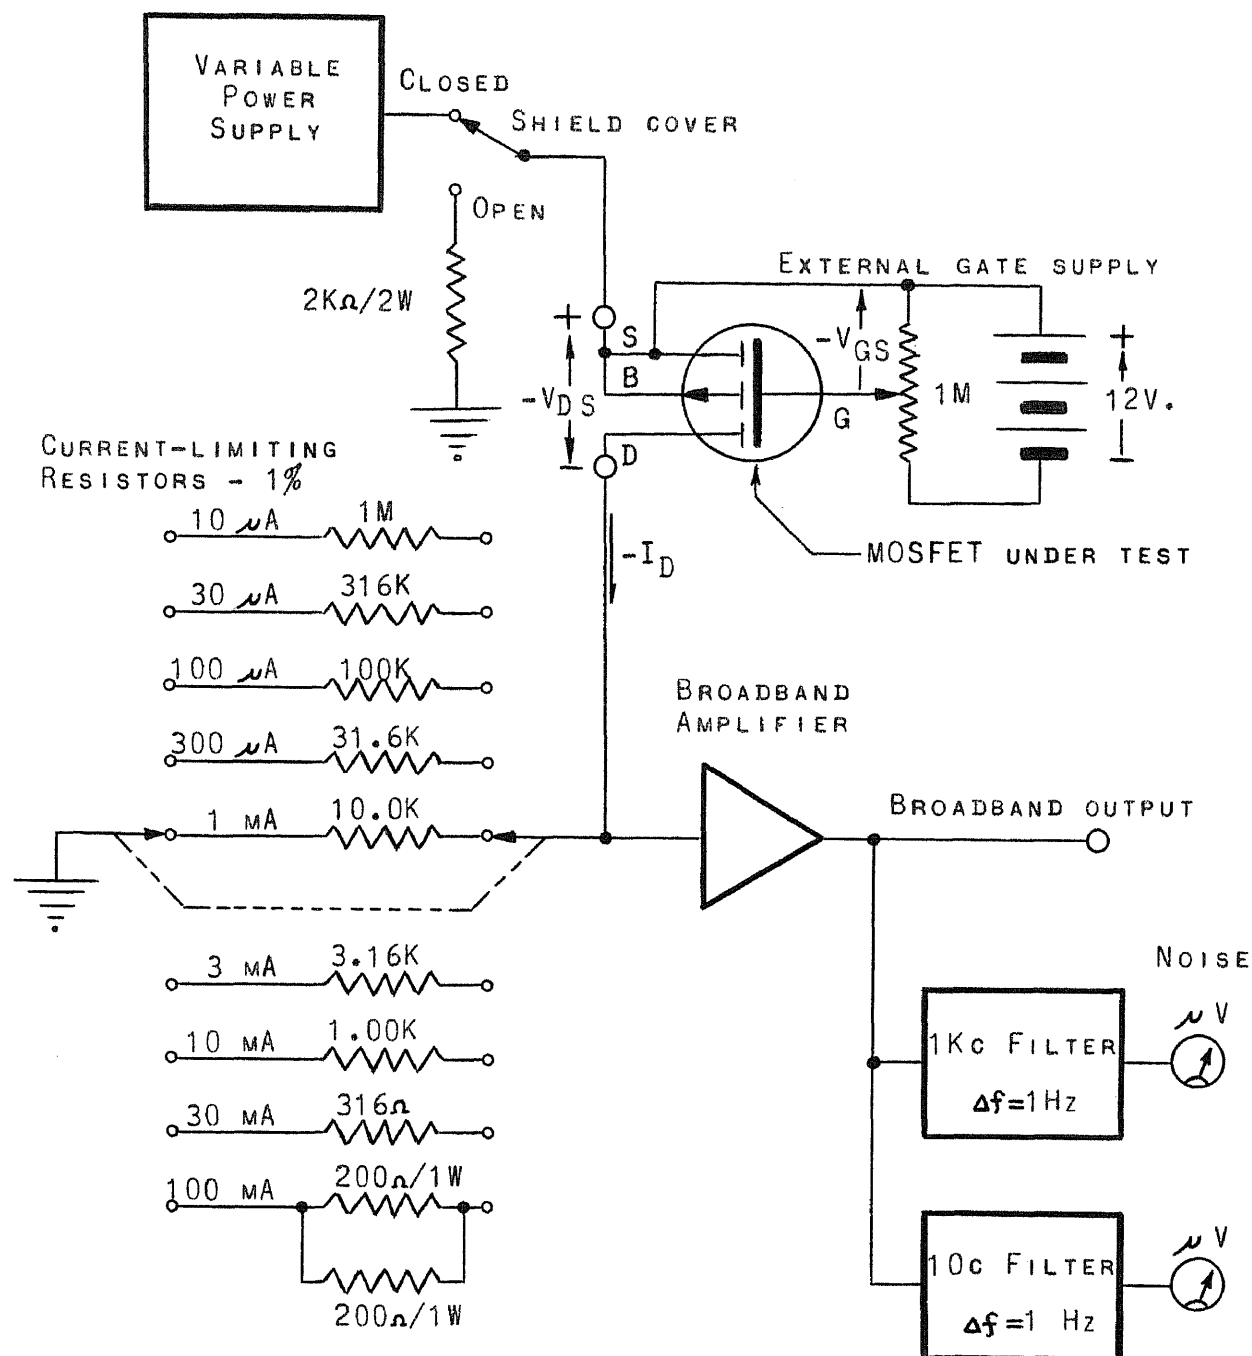 VARIABLE
POWER
SUPPLY
CLOSED
SHIELD COVER
OPEN
2KΩ/2W
EXTERNAL GATE SUPPLY
+
S
B
-VDS
-
D
-VGS
G
1M
+
12V.
-
MOSFET UNDER TEST
-ID
CURRENT-LIMITING
RESISTORS - 1%
10 μA 1M
30 μA 316K
100 μA 100K
300 μA 31.6K
1 MA 10.0K
3 MA 3.16K
10 MA 1.00K
30 MA 316Ω
100 MA 200Ω/1W
200Ω/1W
BROADBAND
AMPLIFIER
BROADBAND OUTPUT
NOISE
μV
1KC FILTER
Δf=1Hz
μV
10C FILTER
Δf=1 Hz